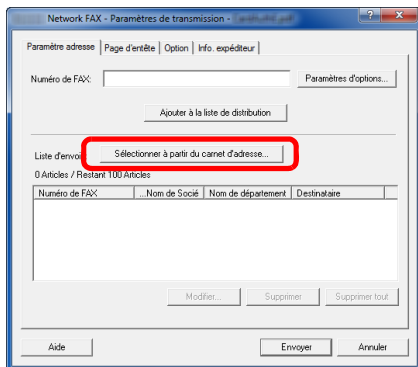 Network FAX - Paramètres de transmission -
Paramètre adresse Page d'entête Option Info. expéditeur
Numéro de FAX: Paramètres d'options...
Ajouter à la liste de distribution
Liste d'envoi Sélectionner à partir du carnet d'adresse...
0 Articles / Restant 100 Articles
Numéro de FAX ...Nom de Socié Nom de département Destinataire
Modifier... Supprimer Supprimer tout
Aide Envoyer Annuler